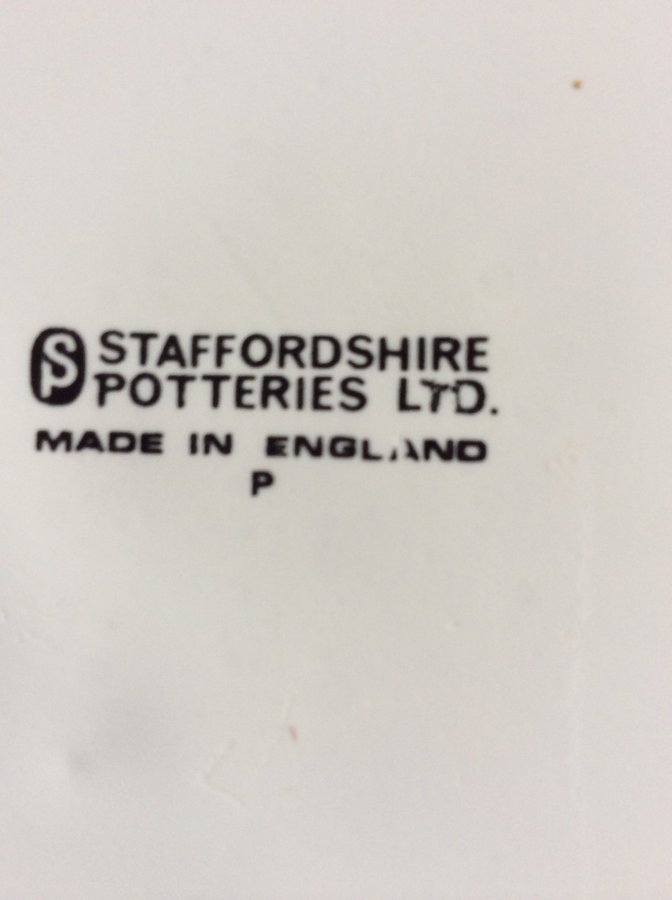 SP STAFFORDSHIRE
POTTERIES LTD.
MADE IN ENGLAND
P